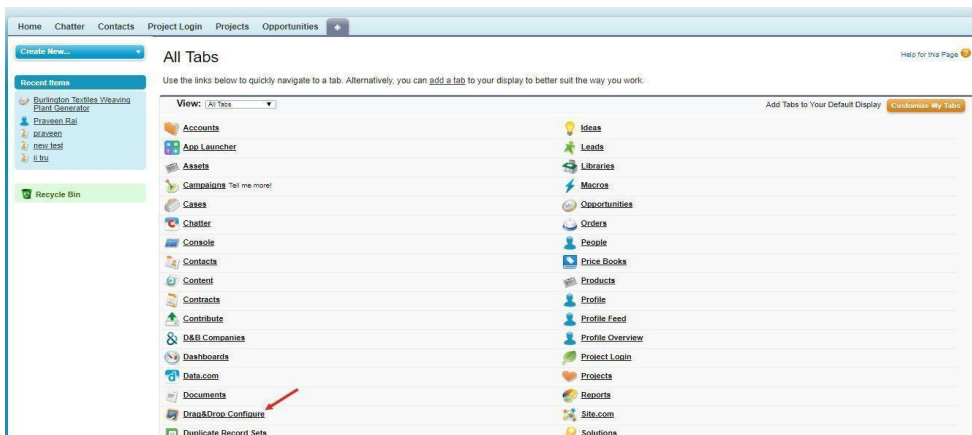 Home Chatter Contacts Project Login Projects Opportunities +
Create New...
Recent Items
Burlington Textiles Weaving
Plant Generator
Praveen Rai
praveen
new test
ii tru
Recycle Bin
All Tabs
Help for this Page ?
Use the links below to quickly navigate to a tab. Alternatively, you can add a tab to your display to better suit the way you work.
View: All Tabs
Add Tabs to Your Default Display Customize My Tabs
Accounts
App Launcher
Assets
Campaigns Tell me more!
Cases
Chatter
Console
Contacts
Content
Contracts
Contribute
D&B Companies
Dashboards
Data.com
Documents
Drag&Drop Configure
Duplicate Record Sets
Ideas
Leads
Libraries
Macros
Opportunities
Orders
People
Price Books
Products
Profile
Profile Feed
Profile Overview
Project Login
Projects
Reports
Site.com
Solutions